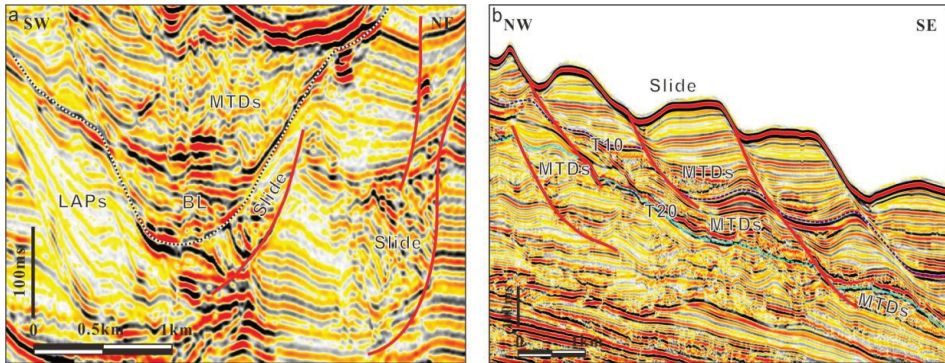 a SW
NE
MTDs
LAPs
BL
Slide
Slide
100ms
0
0.5km
1km
b NW
SE
Slide
T10
MTDs
MTDs
T20
MTDs
MTDs
0